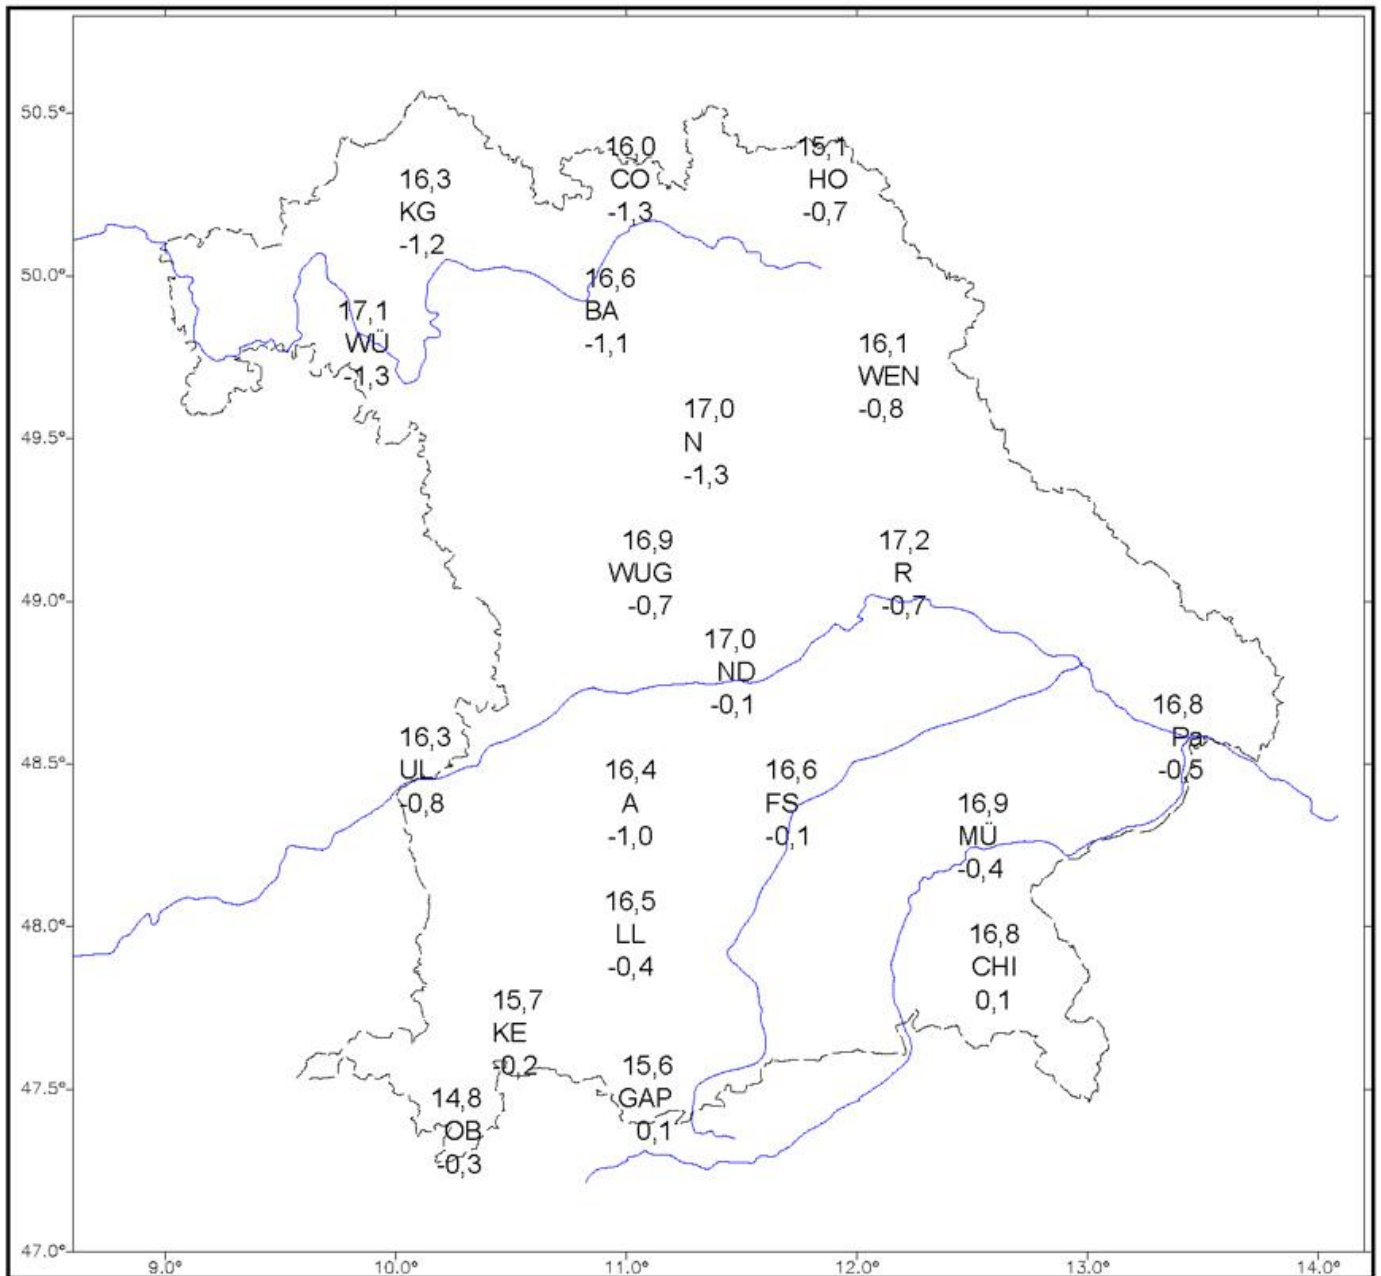 50.5°
50.0°
49.5°
49.0°
48.5°
48.0°
47.5°
47.0°
9.0°
10.0°
11.0°
12.0°
13.0°
14.0°
16,0
CO
-1,3
15,1
HO
-0,7
16,3
KG
-1,2
16,6
BA
-1,1
17,1
WÜ
-1,3
16,1
WEN
-0,8
17,0
N
-1,3
16,9
WUG
-0,7
17,2
R
-0,7
17,0
ND
-0,1
16,8
Pa
-0,5
16,3
UL
-0,8
16,4
A
-1,0
16,6
FS
-0,1
16,9
MÜ
-0,4
16,5
LL
-0,4
16,8
CHI
0,1
15,7
KE
-0,2
15,6
GAP
0,1
14,8
OB
-0,3